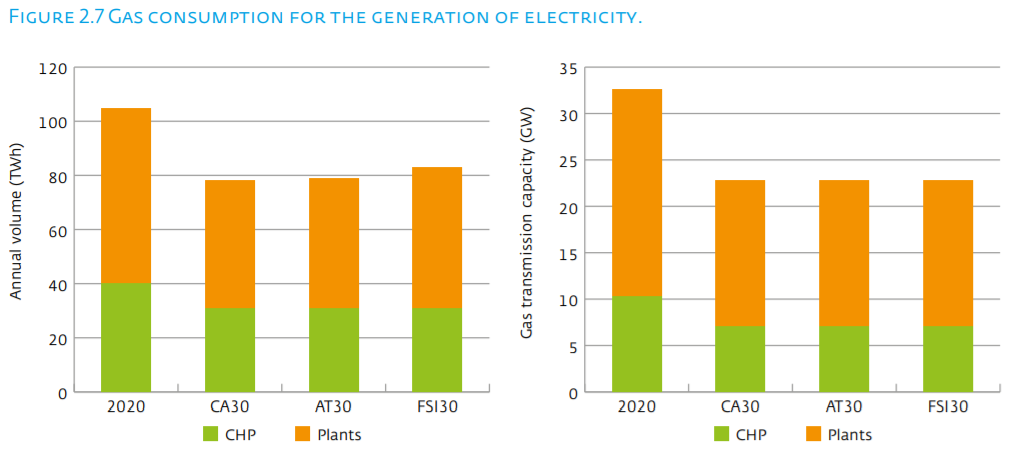 FIGURE 2.7 GAS CONSUMPTION FOR THE GENERATION OF ELECTRICITY.
Annual volume (TWh)
120
100
80
60
40
20
0
2020 CA30 AT30 FSI30
CHP Plants
Gas transmission capacity (GW)
35
30
25
20
15
10
5
0
2020 CA30 AT30 FSI30
CHP Plants